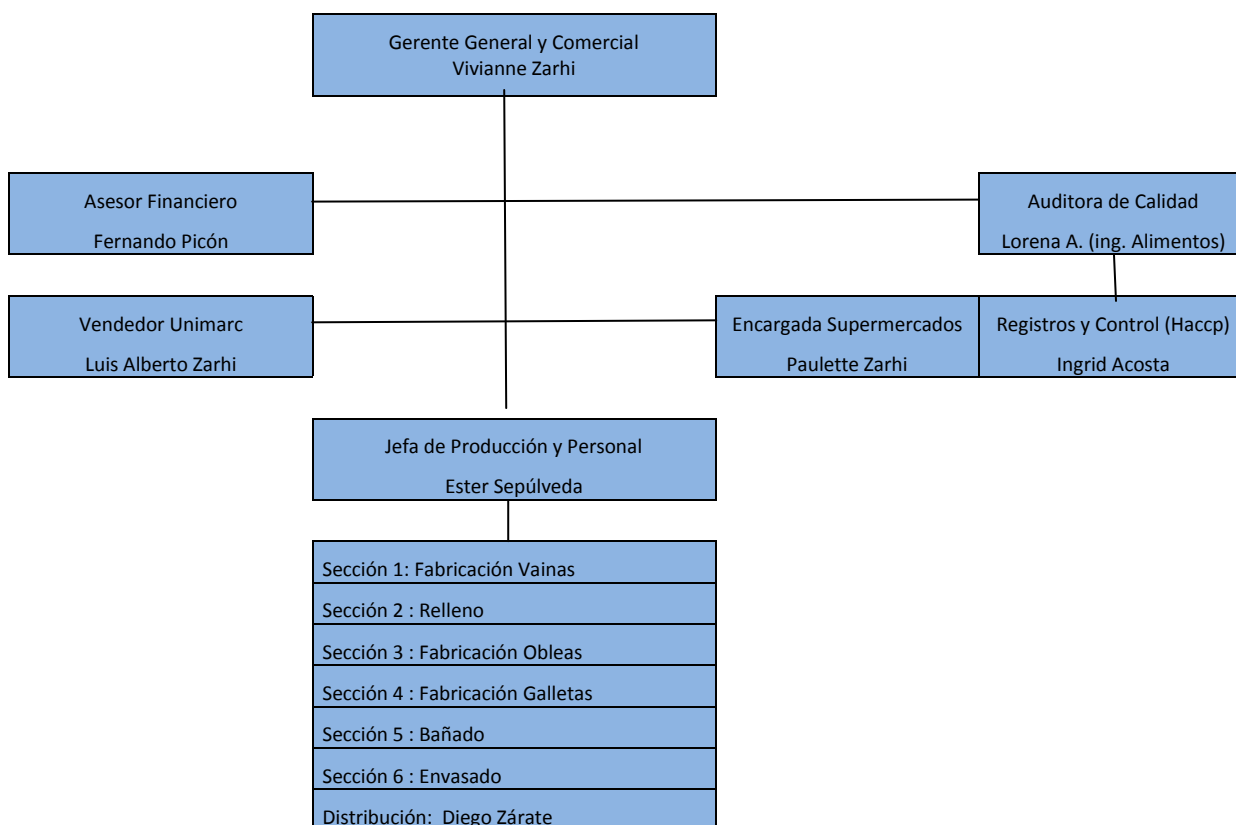 Gerente General y Comercial
Vivianne Zarhi
Asesor Financiero
Fernando Picón
Auditora de Calidad
Lorena A. (ing. Alimentos)
Vendedor Unimarc
Luis Alberto Zarhi
Encargada Supermercados
Paulette Zarhi
Registros y Control (Haccp)
Ingrid Acosta
Jefa de Producción y Personal
Ester Sepúlveda
Sección 1: Fabricación Vainas
Sección 2 : Relleno
Sección 3 : Fabricación Obleas
Sección 4 : Fabricación Galletas
Sección 5 : Bañado
Sección 6 : Envasado
Distribución: Diego Zárate